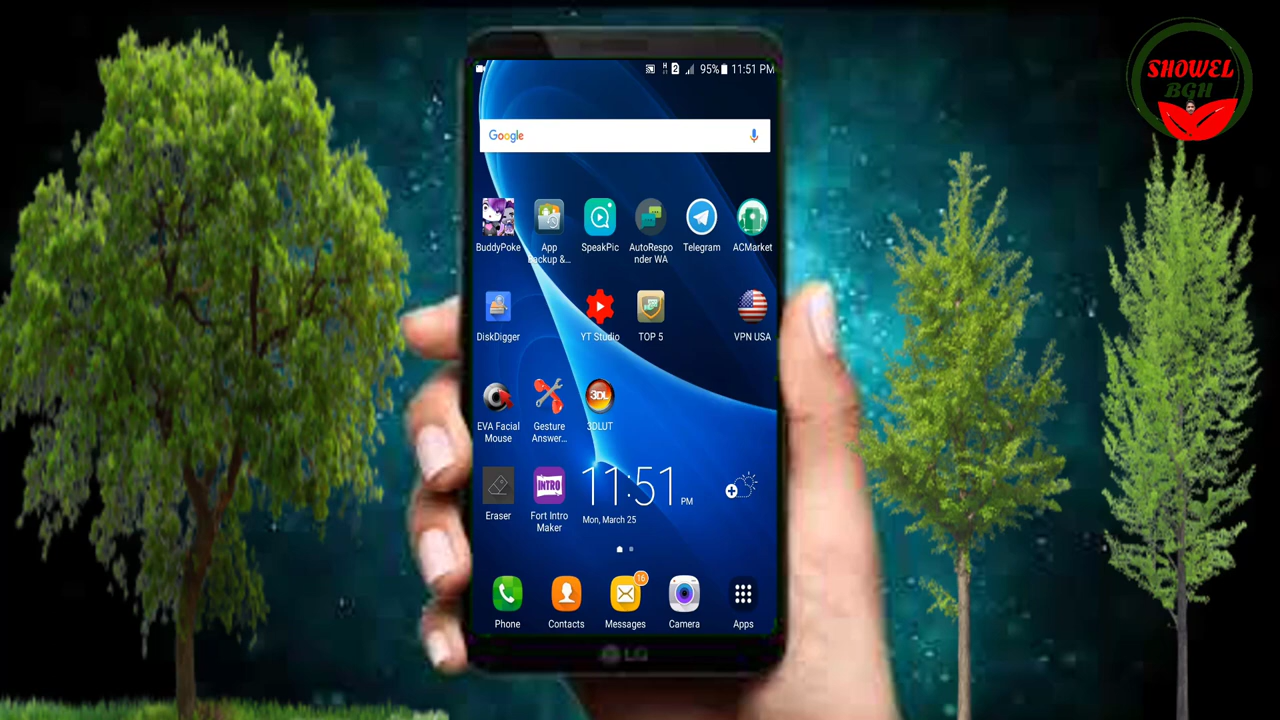 SHOWEL
BGH
H
2
95%
11:51 PM
Google
BuddyPoke
App
Backup &...
SpeakPic
AutoRespo
nder WA
Telegram
ACMarket
DiskDigger
YT Studio
TOP 5
VPN USA
EVA Facial
Mouse
Gesture
Answer...
3DL
3DLUT
Eraser
INTRO
Fort Intro
Maker
11:51 PM
Mon, March 25
16
Phone
Contacts
Messages
Camera
Apps
LG